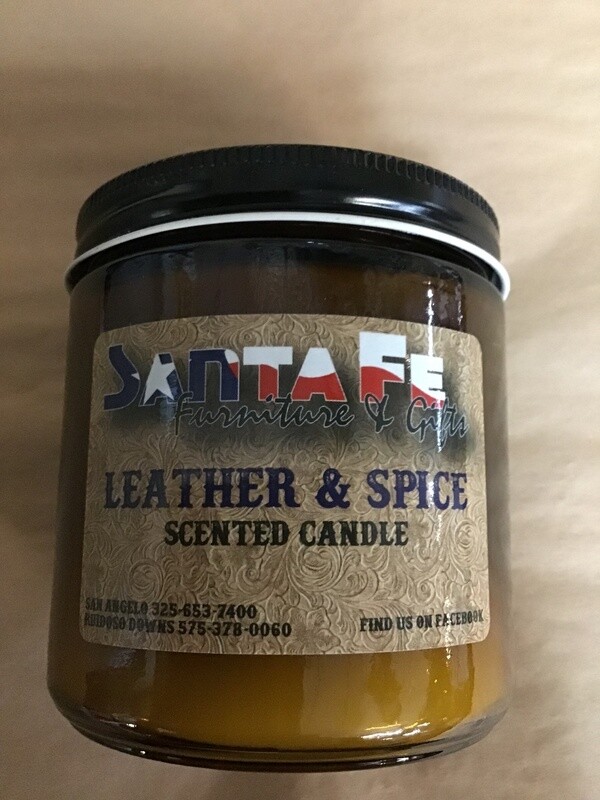 SANTA FE
Furniture & Gifts
LEATHER & SPICE
SCENTED CANDLE
SAN ANGELO 325-653-7400
RUIDOSO DOWNS 575-378-0060
FIND US ON FACEBOOK